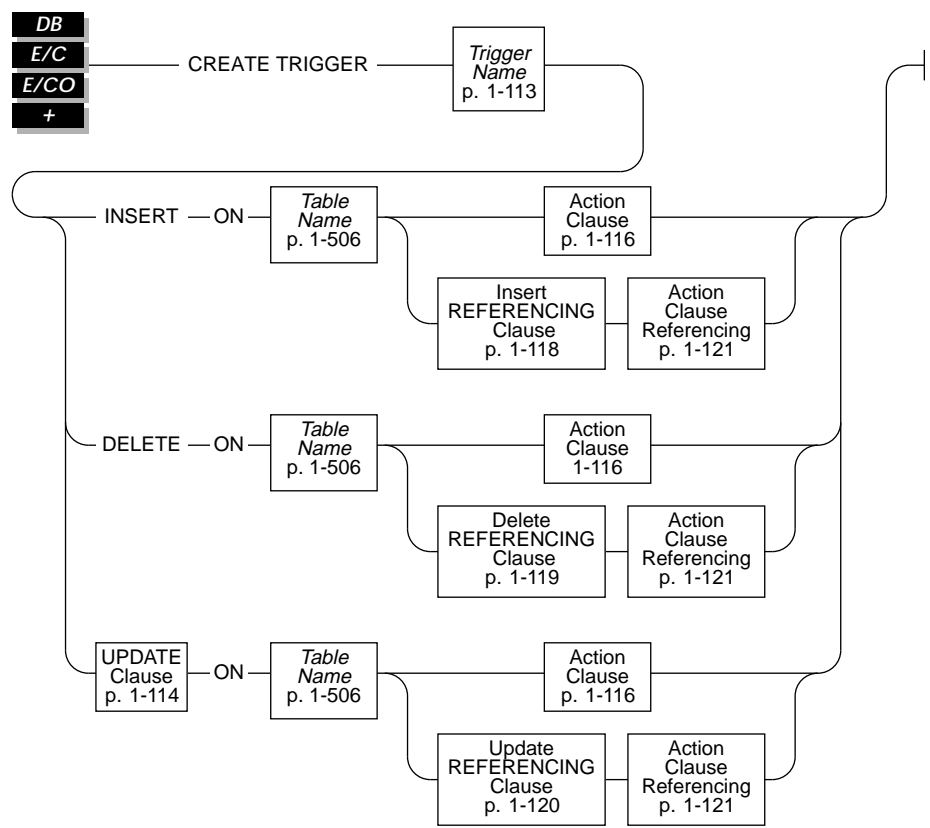 DB
E/C
E/CO
+
CREATE TRIGGER
Trigger
Name
p. 1-113
INSERT
ON
Table
Name
p. 1-506
Action
Clause
p. 1-116
Insert
REFERENCING
Clause
p. 1-118
Action
Clause
Referencing
p. 1-121
DELETE
ON
Table
Name
p. 1-506
Action
Clause
1-116
Delete
REFERENCING
Clause
p. 1-119
Action
Clause
Referencing
p. 1-121
UPDATE
Clause
p. 1-114
ON
Table
Name
p. 1-506
Action
Clause
p. 1-116
Update
REFERENCING
Clause
p. 1-120
Action
Clause
Referencing
p. 1-121